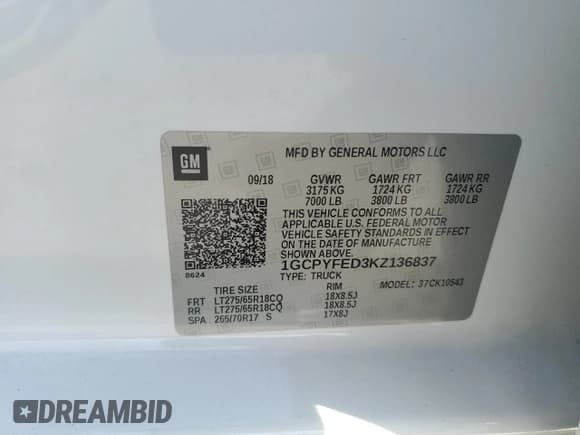 GM
MFD BY GENERAL MOTORS LLC
09/18 GVWR GAWR FRT GAWR RR
3175 KG 1724 KG 1724 KG
7000 LB 3800 LB 3800 LB
THIS VEHICLE CONFORMS TO ALL
APPLICABLE U.S. FEDERAL MOTOR
VEHICLE SAFETY STANDARDS IN EFFECT
ON THE DATE OF MANUFACTURE
SHOWN ABOVE.
1GCPYFED3KZ136837
8624
TYPE: TRUCK MODEL: 37CK10543
TIRE SIZE RIM
FRT LT275/65R18CQ 18X8.5J
RR LT275/65R18CQ 18X8.5J
SPA 265/70R17 S 17X8J
DREAMBID